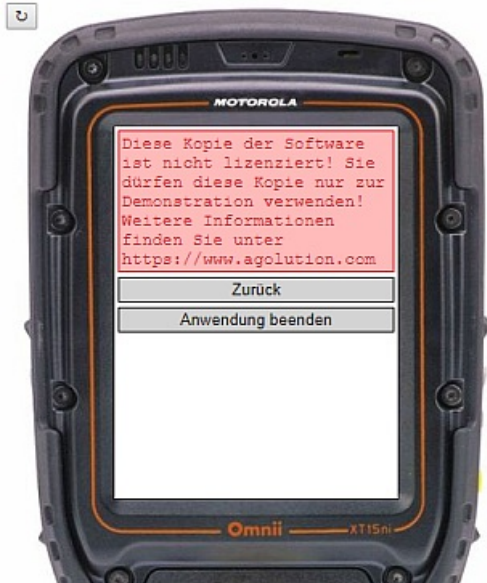 MOTOROLA
Diese Kopie der Software
ist nicht lizenziert! Sie
dürfen diese Kopie nur zur
Demonstration verwenden!
Weitere Informationen
finden Sie unter
https://www.agolution.com
Zurück
Anwendung beenden
Omnii XT15ni